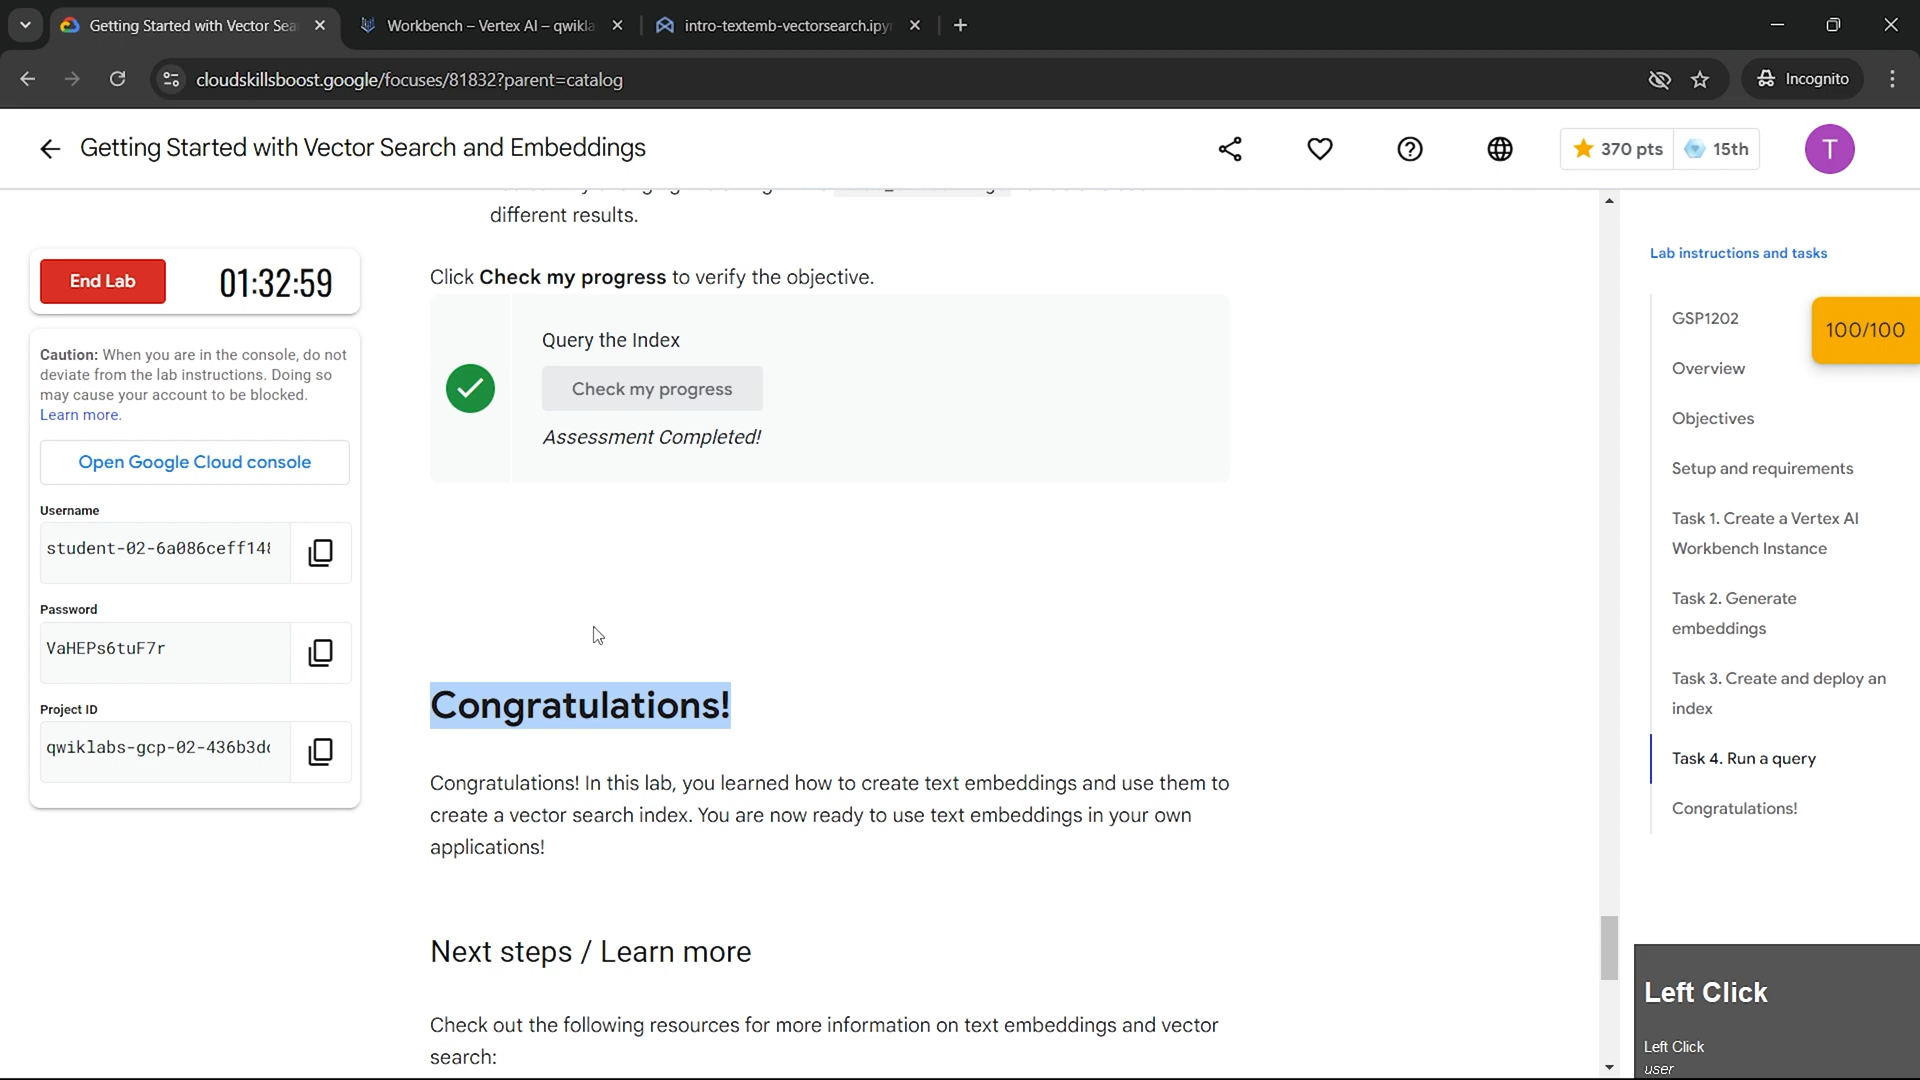 Getting Started with Vector Sea
Workbench – Vertex AI – qwikla
intro-textemb-vectorsearch.ipy
cloudskillsboost.google/focuses/81832?parent=catalog
Incognito
Getting Started with Vector Search and Embeddings
370 pts
15th
T
different results.
End Lab
01:32:59
Caution: When you are in the console, do not
deviate from the lab instructions. Doing so
may cause your account to be blocked.
Learn more.
Open Google Cloud console
Username
student-02-6a086ceff148
Password
VaHEPs6tuF7r
Project ID
qwiklabs-gcp-02-436b3d
Click Check my progress to verify the objective.
Query the Index
Check my progress
Assessment Completed!
Congratulations!
Congratulations! In this lab, you learned how to create text embeddings and use them to
create a vector search index. You are now ready to use text embeddings in your own
applications!
Next steps / Learn more
Check out the following resources for more information on text embeddings and vector
search:
Lab instructions and tasks
GSP1202
100/100
Overview
Objectives
Setup and requirements
Task 1. Create a Vertex AI
Workbench Instance
Task 2. Generate
embeddings
Task 3. Create and deploy an
index
Task 4. Run a query
Congratulations!
Left Click
Left Click
user